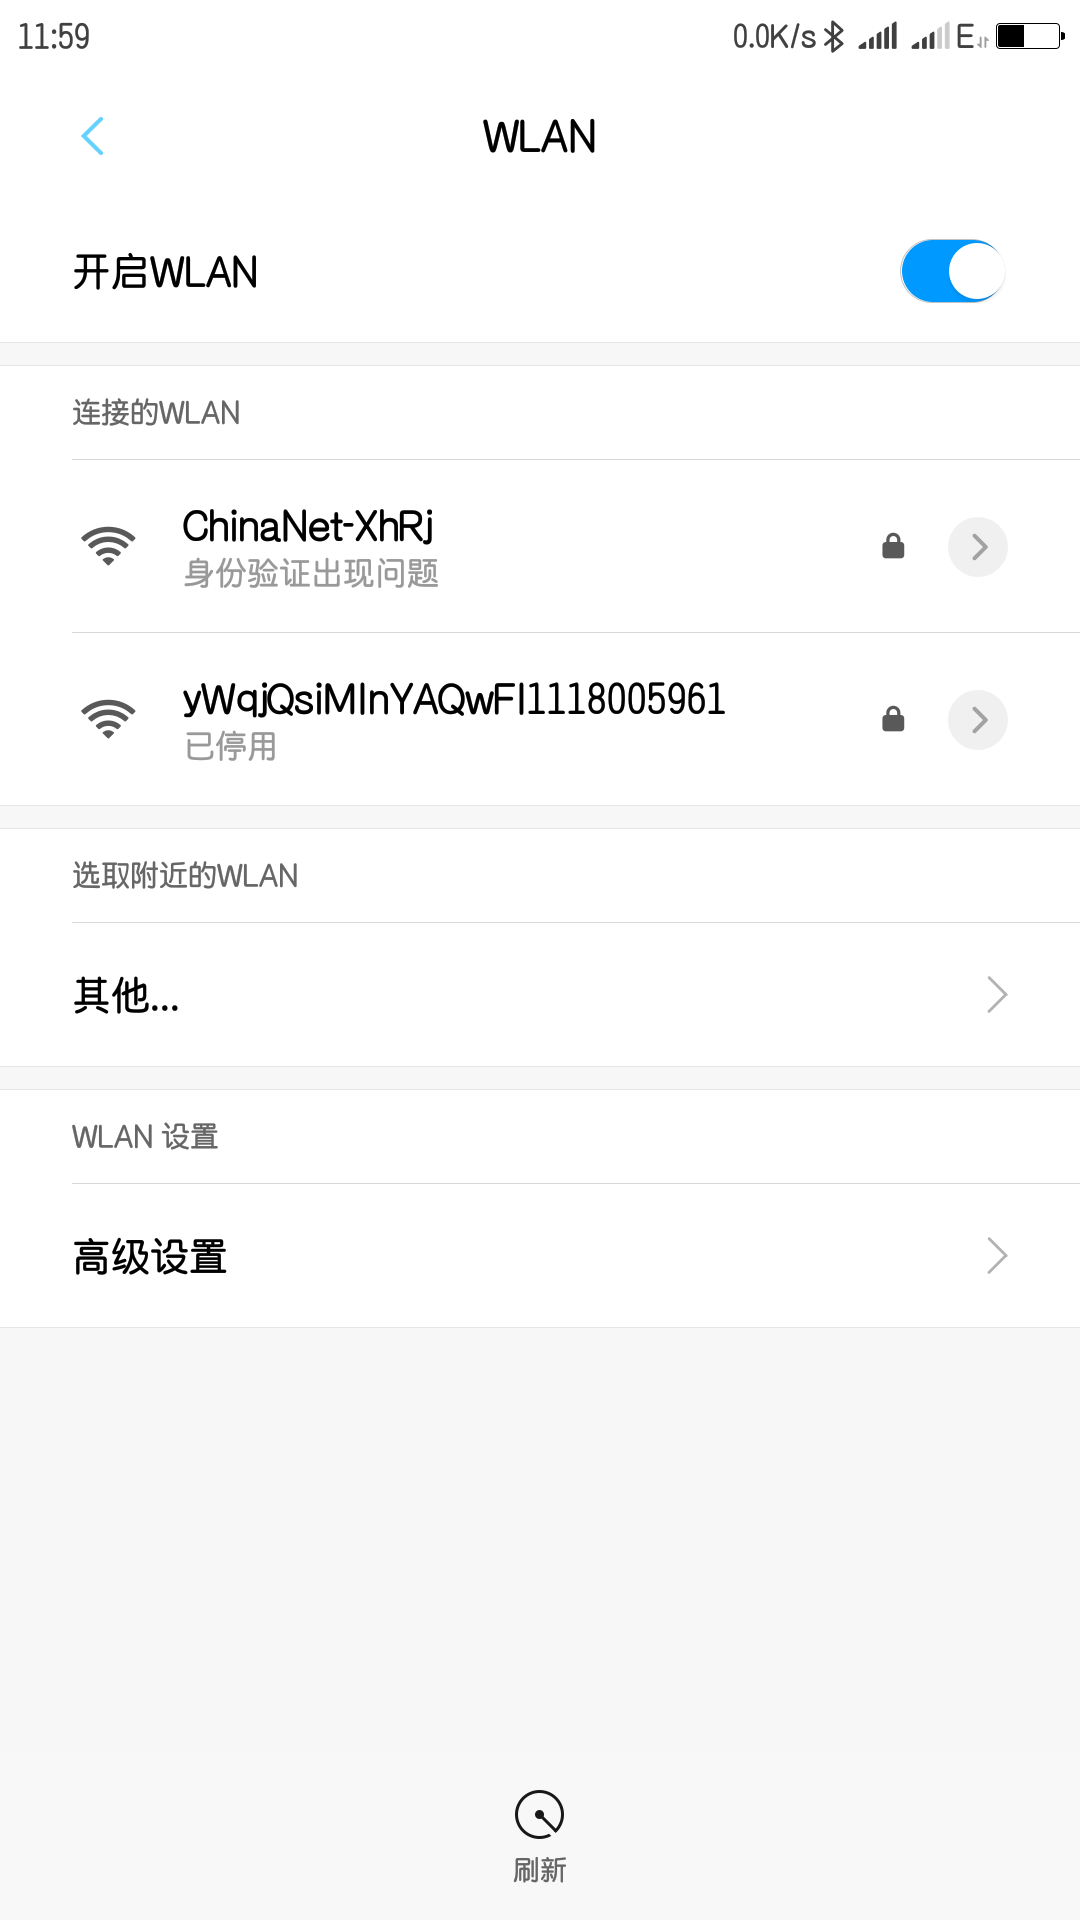 11:59
0.0K/s E
WLAN
开启WLAN
连接的WLAN
ChinaNet-XhRj
身份验证出现问题
yWqjQsiMInYAQwFI1118005961
已停用
选取附近的WLAN
其他...
WLAN 设置
高级设置
刷新